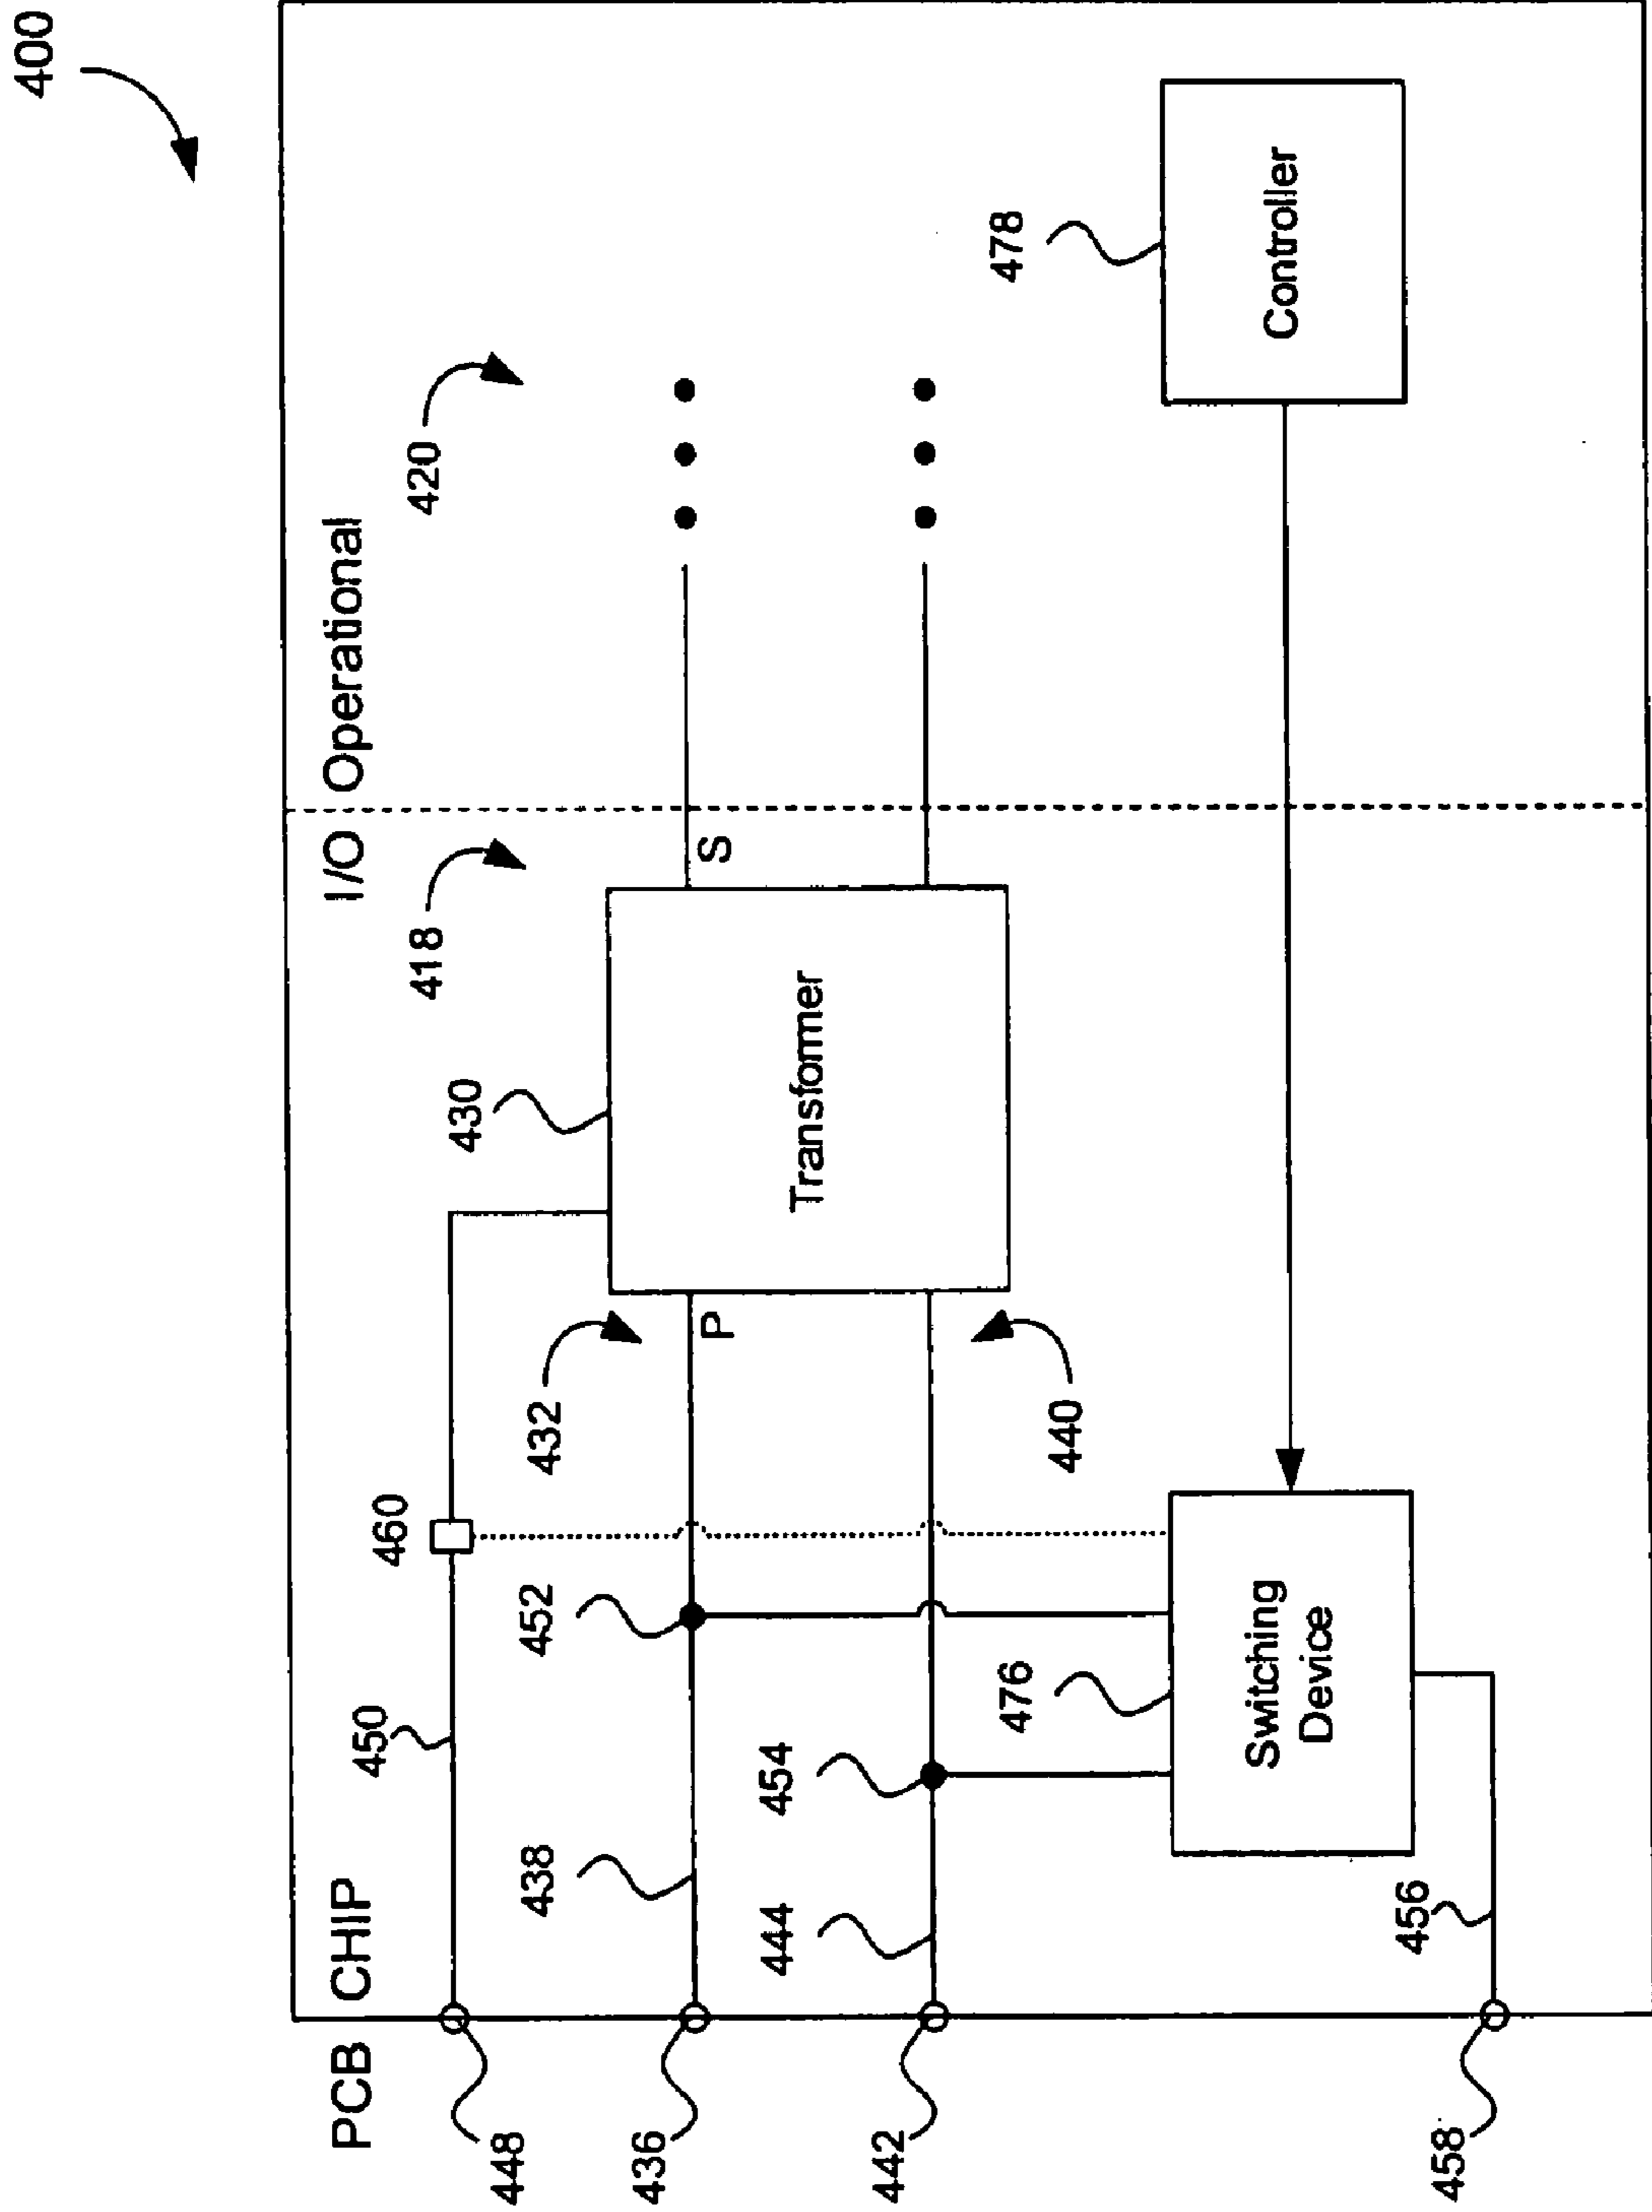 400
I/O Operational
PCB CHIP
418
420
430
460
450
448
432
P
S
452
438
436
Transfomer
440
454
444
442
478
476
Controller
Switching
Device
456
458